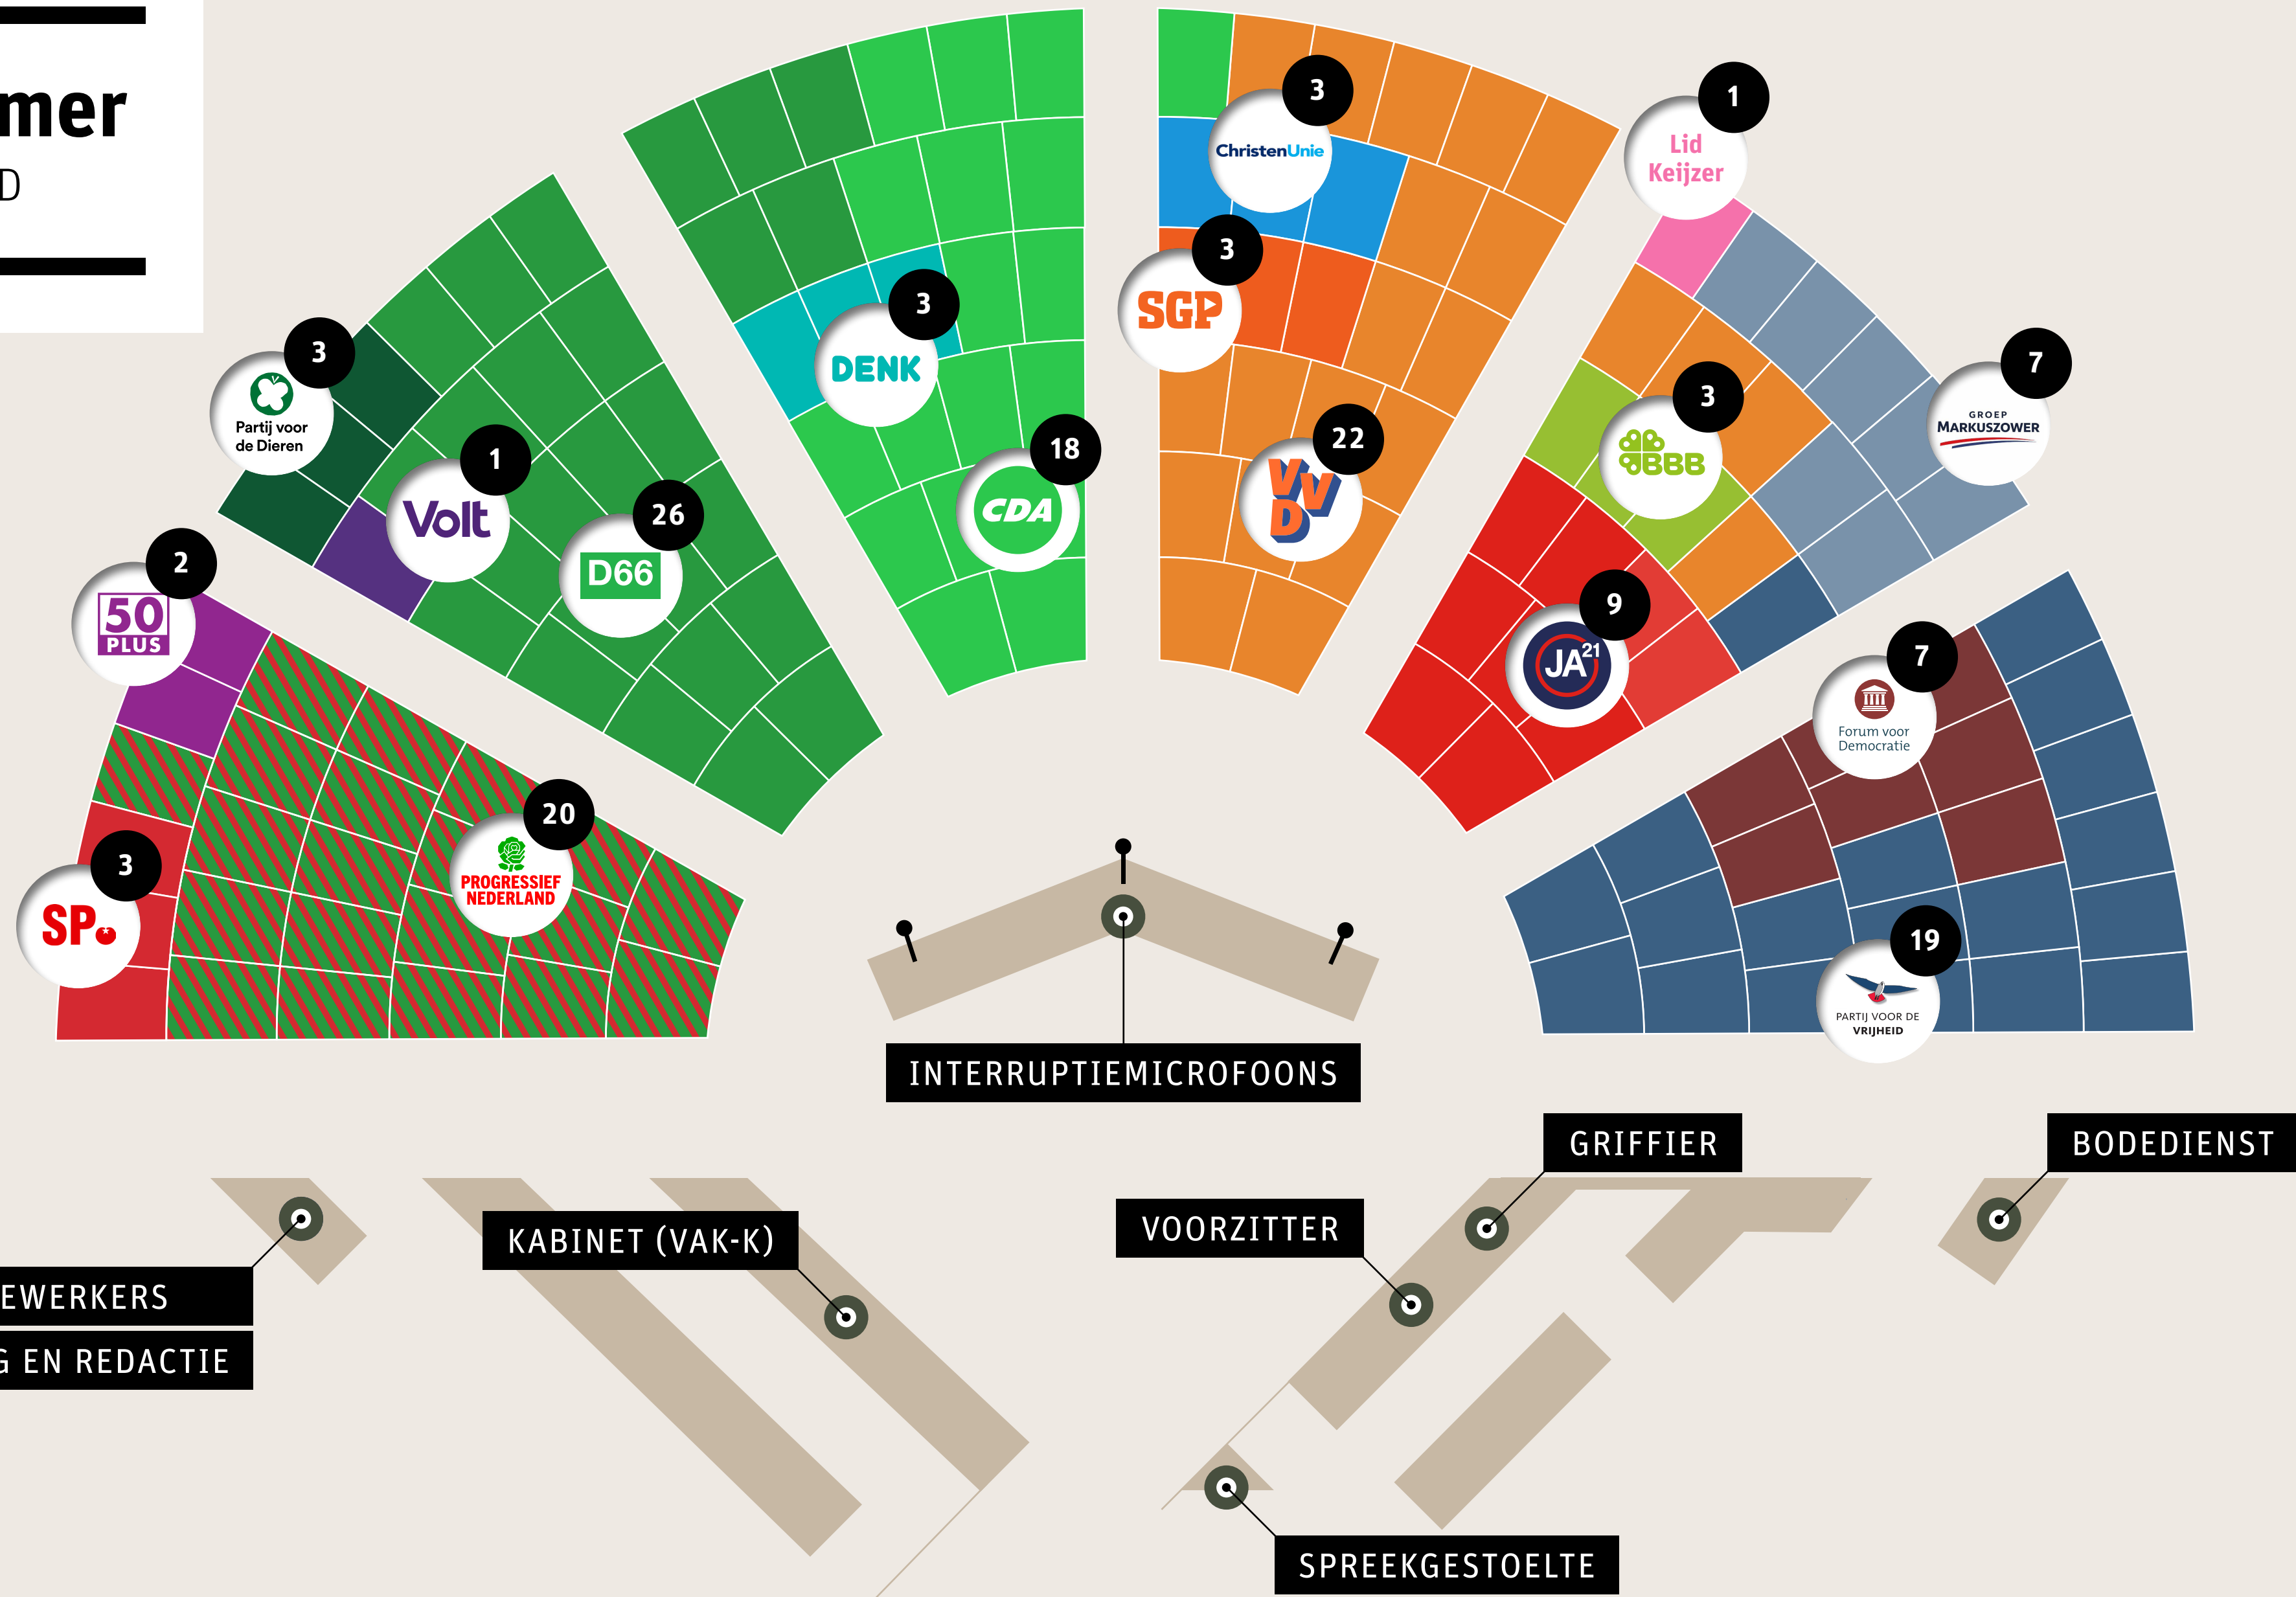 mer
D
3
ChristenUnie
1
Lid
Keijzer
3
SGP
3
DENK
3
Partij voor
de Dieren
7
GROEP
MARKUSZOWER
3
BBB
1
Volt
18
CDA
22
VVD
26
D66
2
50
PLUS
9
JA21
7
Forum voor
Democratie
20
PROGRESSIEF
NEDERLAND
3
SP
19
PARTIJ VOOR DE
VRIJHEID
INTERRUPTIEMICROFOONS
GRIFFIER
BODEDIENST
VOORZITTER
KABINET (VAK-K)
EWERKERS
G EN REDACTIE
SPREEKGESTOELTE